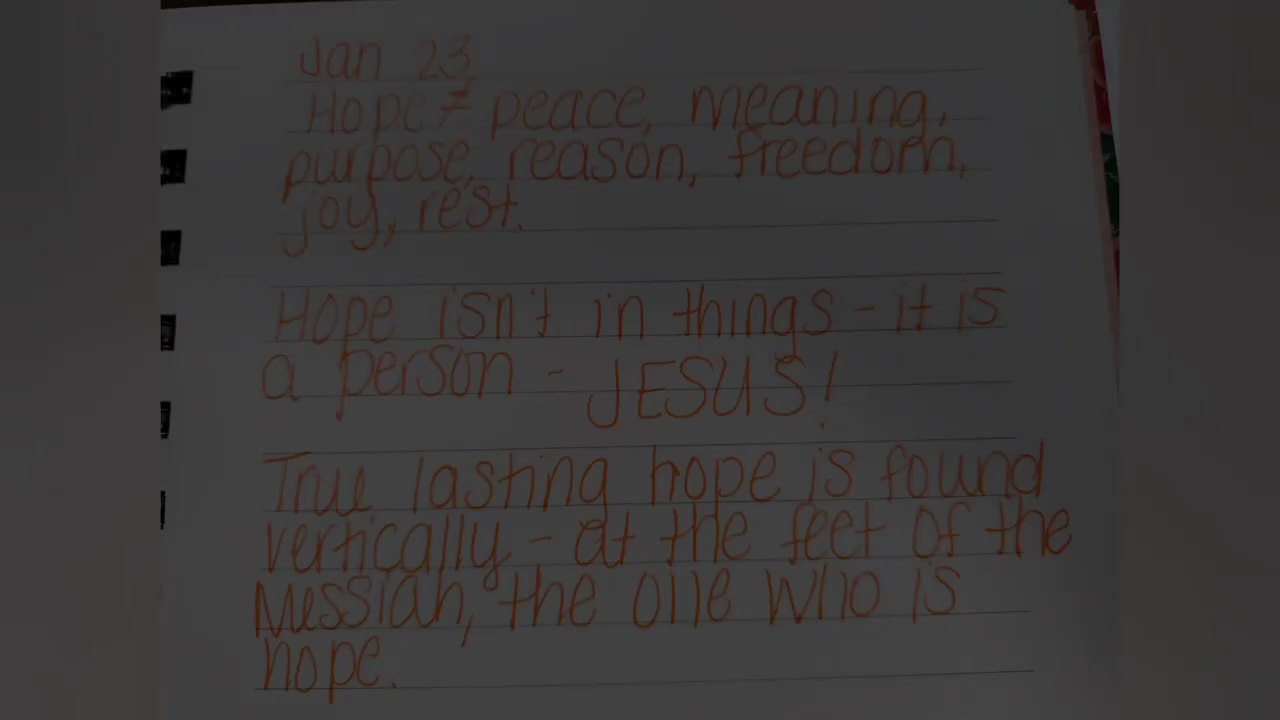 Jan 23
Hope = peace, meaning,
purpose, reason, freedom,
joy, rest.
Hope isn't in things - it is
a person - JESUS!
True lasting hope is found
vertically - at the feet of the
Messiah, the one who is
hope.